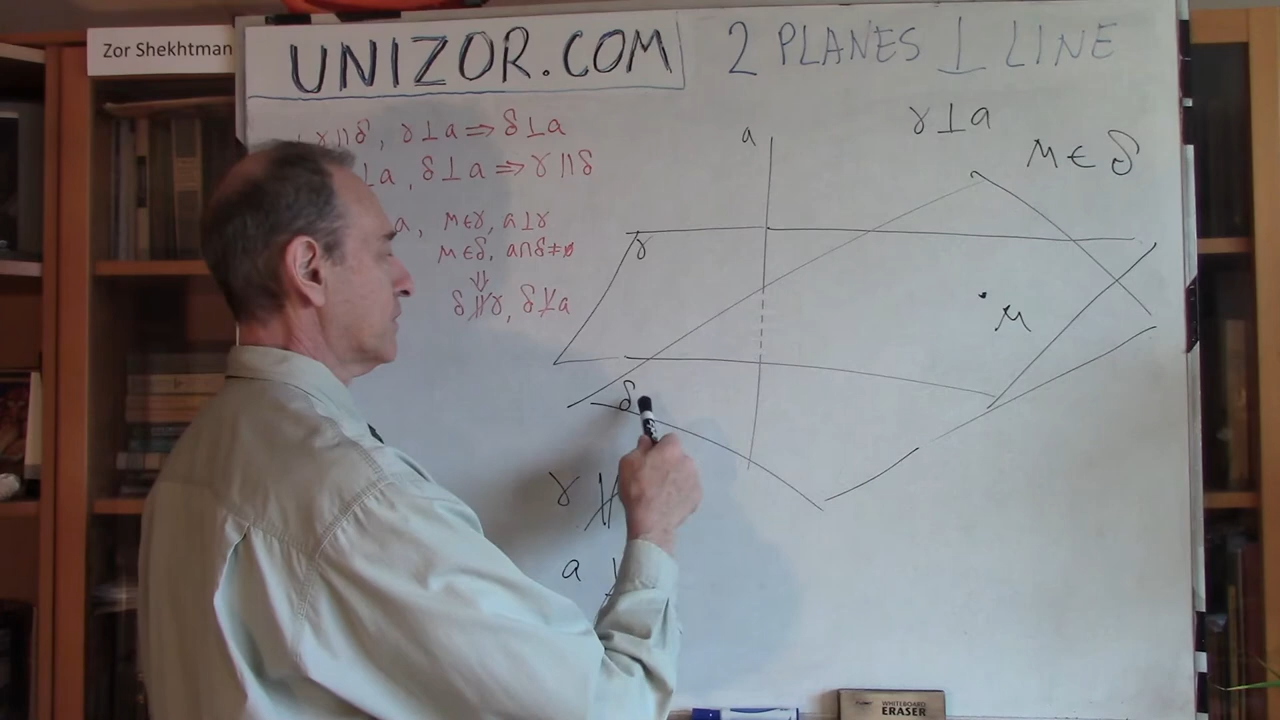 Zor Shekhtman
UNIZOR.COM
2 PLANES ⊥ LINE
γ∥δ, γ⊥a ⇒ δ⊥a
⊥a, δ⊥a ⇒ γ∥δ
a, M∈γ, a⊥γ
M∈δ, a∩δ≠∅
⇓
δ∦γ, δ⊥̸a
a
γ⊥a
M∈δ
γ
M
δ
γ ∦
a
WHITEBOARD
ERASER